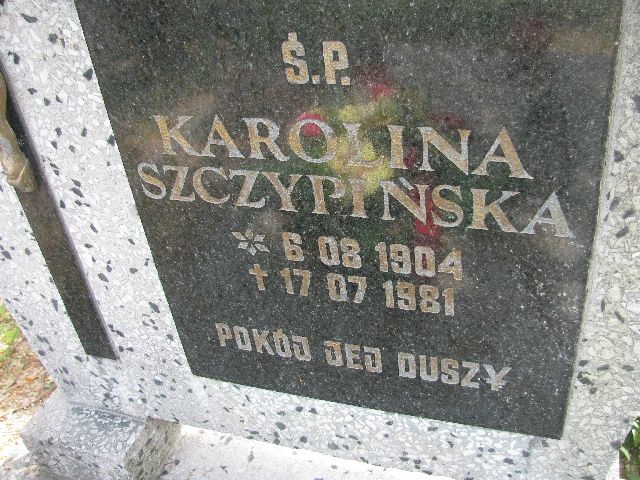 Ś.P.
KAROLINA
SZCZYPIŃSKA
* 6 08 1904
† 17 07 1981
POKÓJ JEJ DUSZY